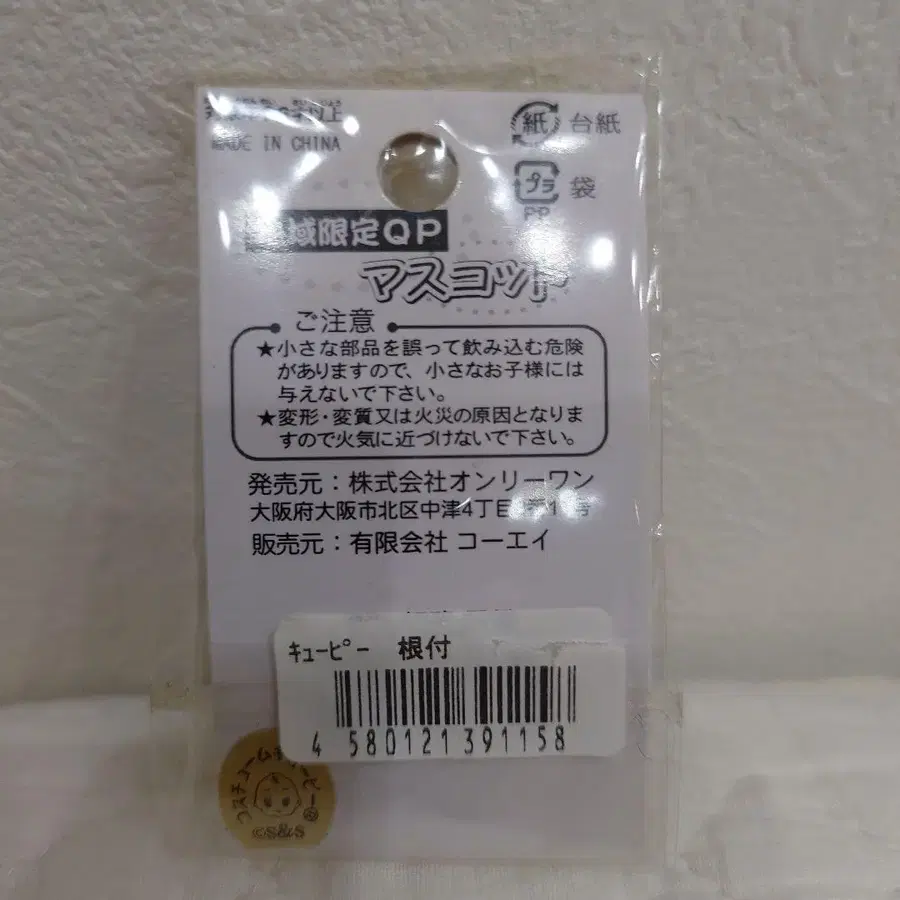 以上
MADE IN CHINA
紙 台紙
プラ 袋
PP
域限定QP
マスコット
ご注意
★小さな部品を誤って飲み込む危険
がありますので、小さなお子様には
与えないで下さい。
★変形・変質又は火災の原因となりま
すので火気に近づけないで下さい。
発売元：株式会社オンリーワン
大阪府大阪市北区中津4丁目
販売元：有限会社 コーエイ
ｷｭｰﾋﾟｰ 根付
4 580121 391158
©S&S